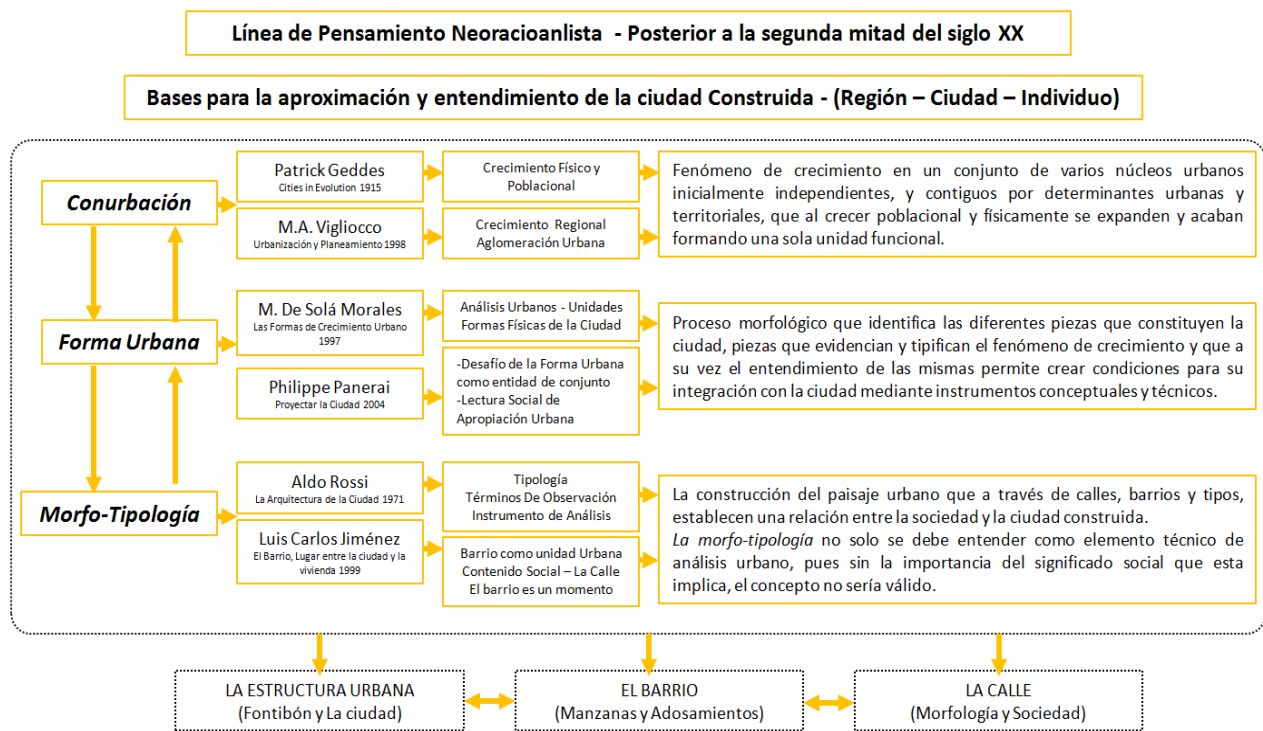 Línea de Pensamiento Neoracioanlista - Posterior a la segunda mitad del siglo XX
Bases para la aproximación y entendimiento de la ciudad Construida - (Región – Ciudad – Individuo)
Conurbación
Patrick Geddes
Cities in Evolution 1915
Crecimiento Físico y
Poblacional
M.A. Vigliocco
Urbanización y Planeamiento 1998
Crecimiento Regional
Aglomeración Urbana
Fenómeno de crecimiento en un conjunto de varios núcleos urbanos
inicialmente independientes, y contiguos por determinantes urbanas y
territoriales, que al crecer poblacional y físicamente se expanden y acaban
formando una sola unidad funcional.
Forma Urbana
M. De Solá Morales
Las Formas de Crecimiento Urbano
1997
Análisis Urbanos - Unidades
Formas Físicas de la Ciudad
Philippe Panerai
Proyectar la Ciudad 2004
-Desafío de la Forma Urbana
como entidad de conjunto
-Lectura Social de
Apropiación Urbana
Proceso morfológico que identifica las diferentes piezas que constituyen la
ciudad, piezas que evidencian y tipifican el fenómeno de crecimiento y que a
su vez el entendimiento de las mismas permite crear condiciones para su
integración con la ciudad mediante instrumentos conceptuales y técnicos.
Morfo-Tipología
Aldo Rossi
La Arquitectura de la Ciudad 1971
Tipología
Términos De Observación
Instrumento de Análisis
Luis Carlos Jiménez
El Barrio, Lugar entre la ciudad y la
vivienda 1999
Barrio como unidad Urbana
Contenido Social – La Calle
El barrio es un momento
La construcción del paisaje urbano que a través de calles, barrios y tipos,
establecen una relación entre la sociedad y la ciudad construida.
La morfo-tipología no solo se debe entender como elemento técnico de
análisis urbano, pues sin la importancia del significado social que esta
implica, el concepto no sería válido.
LA ESTRUCTURA URBANA
(Fontibón y La ciudad)
EL BARRIO
(Manzanas y Adosamientos)
LA CALLE
(Morfología y Sociedad)